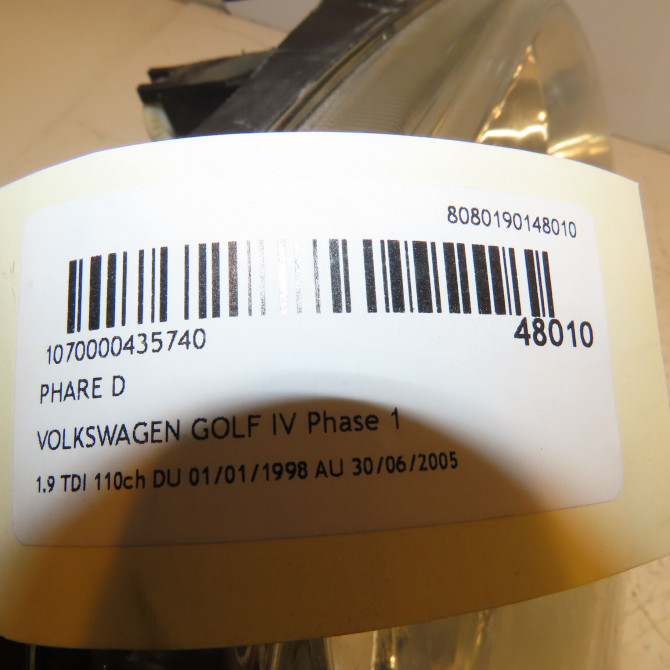 8080190148010
1070000435740
48010
PHARE D
VOLKSWAGEN GOLF IV Phase 1
1.9 TDI 110ch DU 01/01/1998 AU 30/06/2005